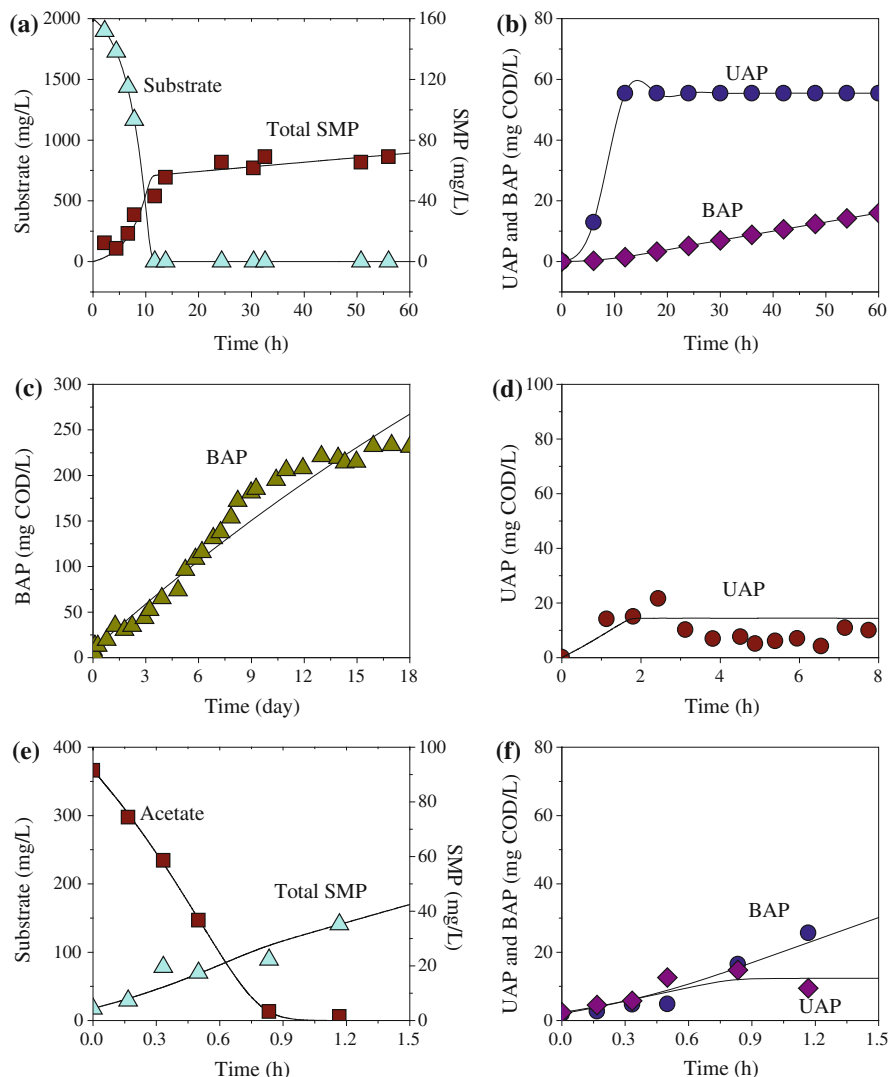 (a)
2000
1500
1000
500
0
Substrate (mg/L)
160
120
80
40
0
SMP (mg/L)
Substrate
Total SMP
0 10 20 30 40 50 60
Time (h)
(b)
80
60
40
20
0
UAP and BAP (mg COD/L)
UAP
BAP
0 10 20 30 40 50 60
Time (h)
(c)
300
250
200
150
100
50
0
BAP (mg COD/L)
BAP
0 3 6 9 12 15 18
Time (day)
(d)
100
80
60
40
20
0
UAP (mg COD/L)
UAP
0 2 4 6 8
Time (h)
(e)
400
300
200
100
0
Substrate (mg/L)
100
80
60
40
20
0
SMP (mg/L)
Acetate
Total SMP
0.0 0.3 0.6 0.9 1.2 1.5
Time (h)
(f)
80
60
40
20
0
UAP and BAP (mg COD/L)
BAP
UAP
0.0 0.3 0.6 0.9 1.2 1.5
Time (h)